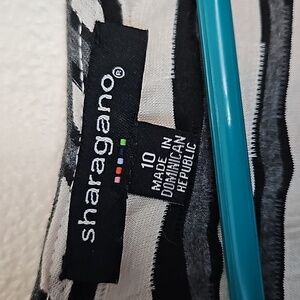 sharagano®
10
MADE IN
DOMINICAN
REPUBLIC